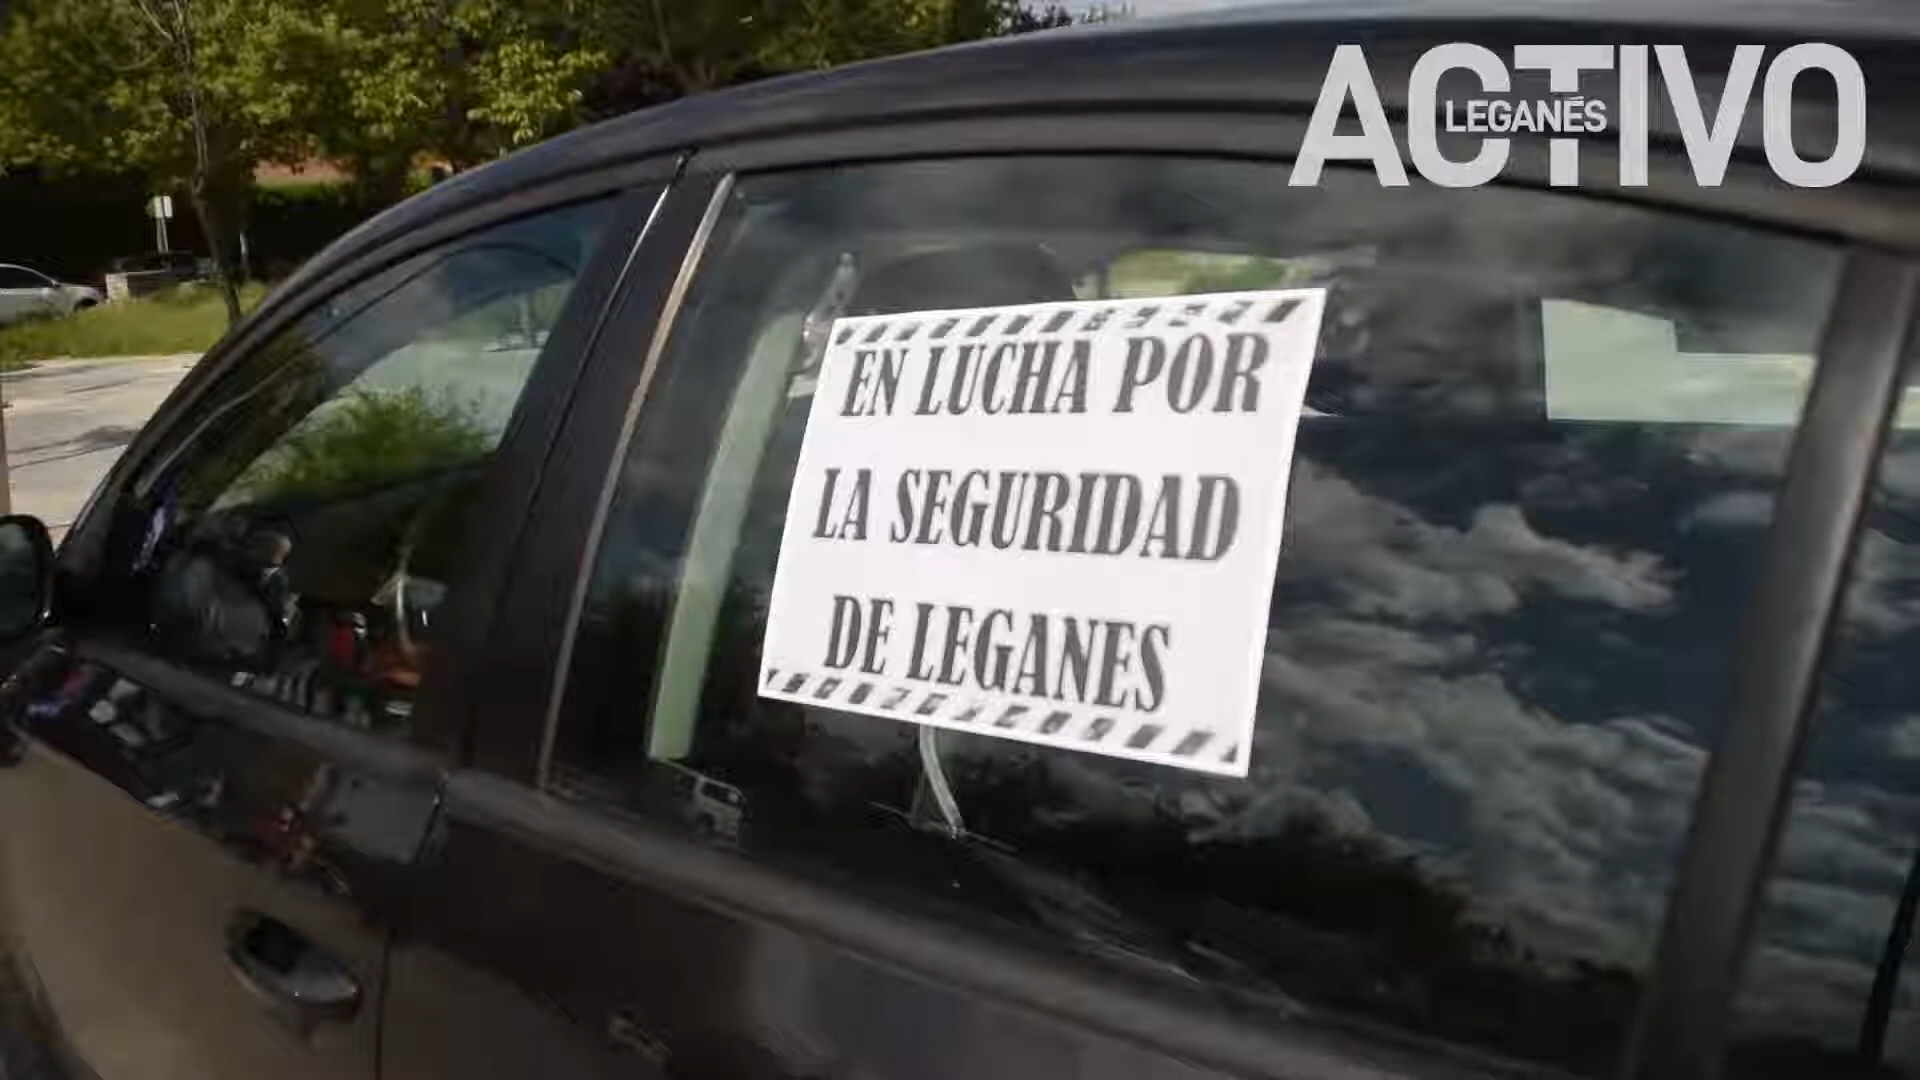 ACTIVO
LEGANÉS
EN LUCHA POR
LA SEGURIDAD
DE LEGANES